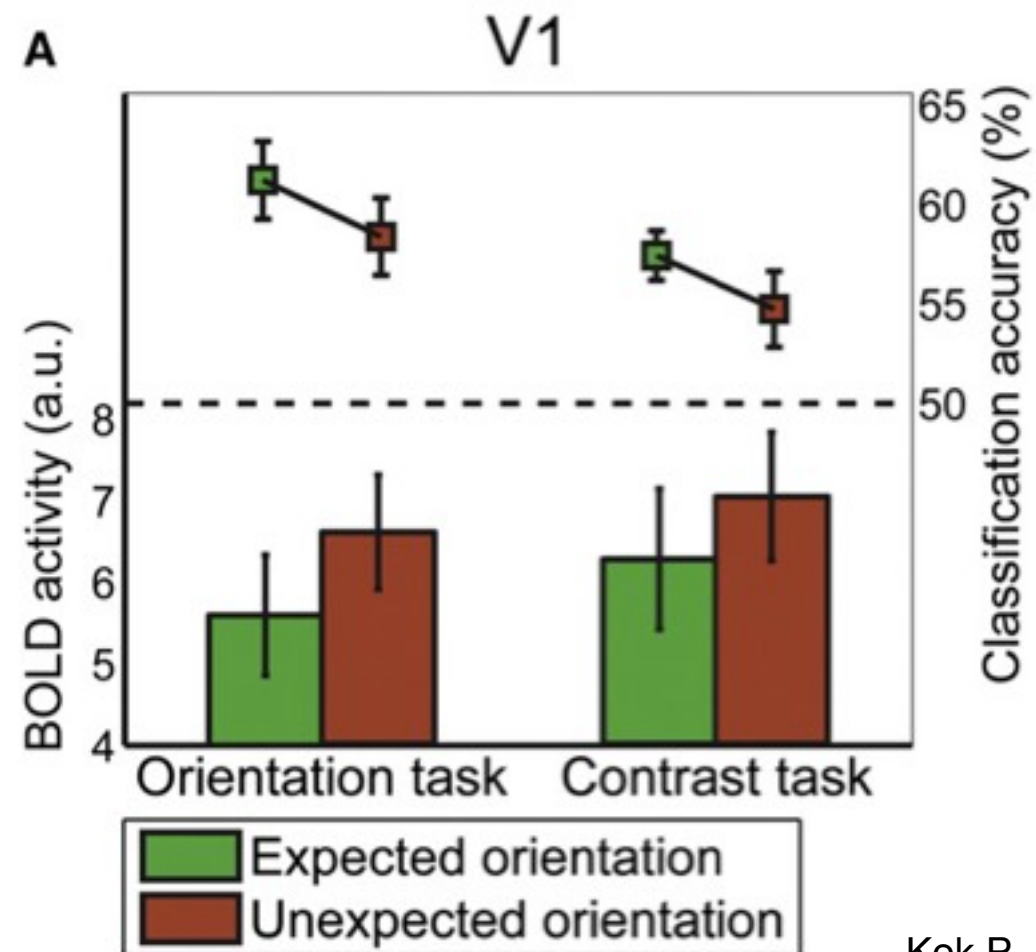 A
V1
BOLD activity (a.u.)
8
7
6
5
4
65
60
55
50
Classification accuracy (%)
Orientation task
Contrast task
Expected orientation
Unexpected orientation
Kok P